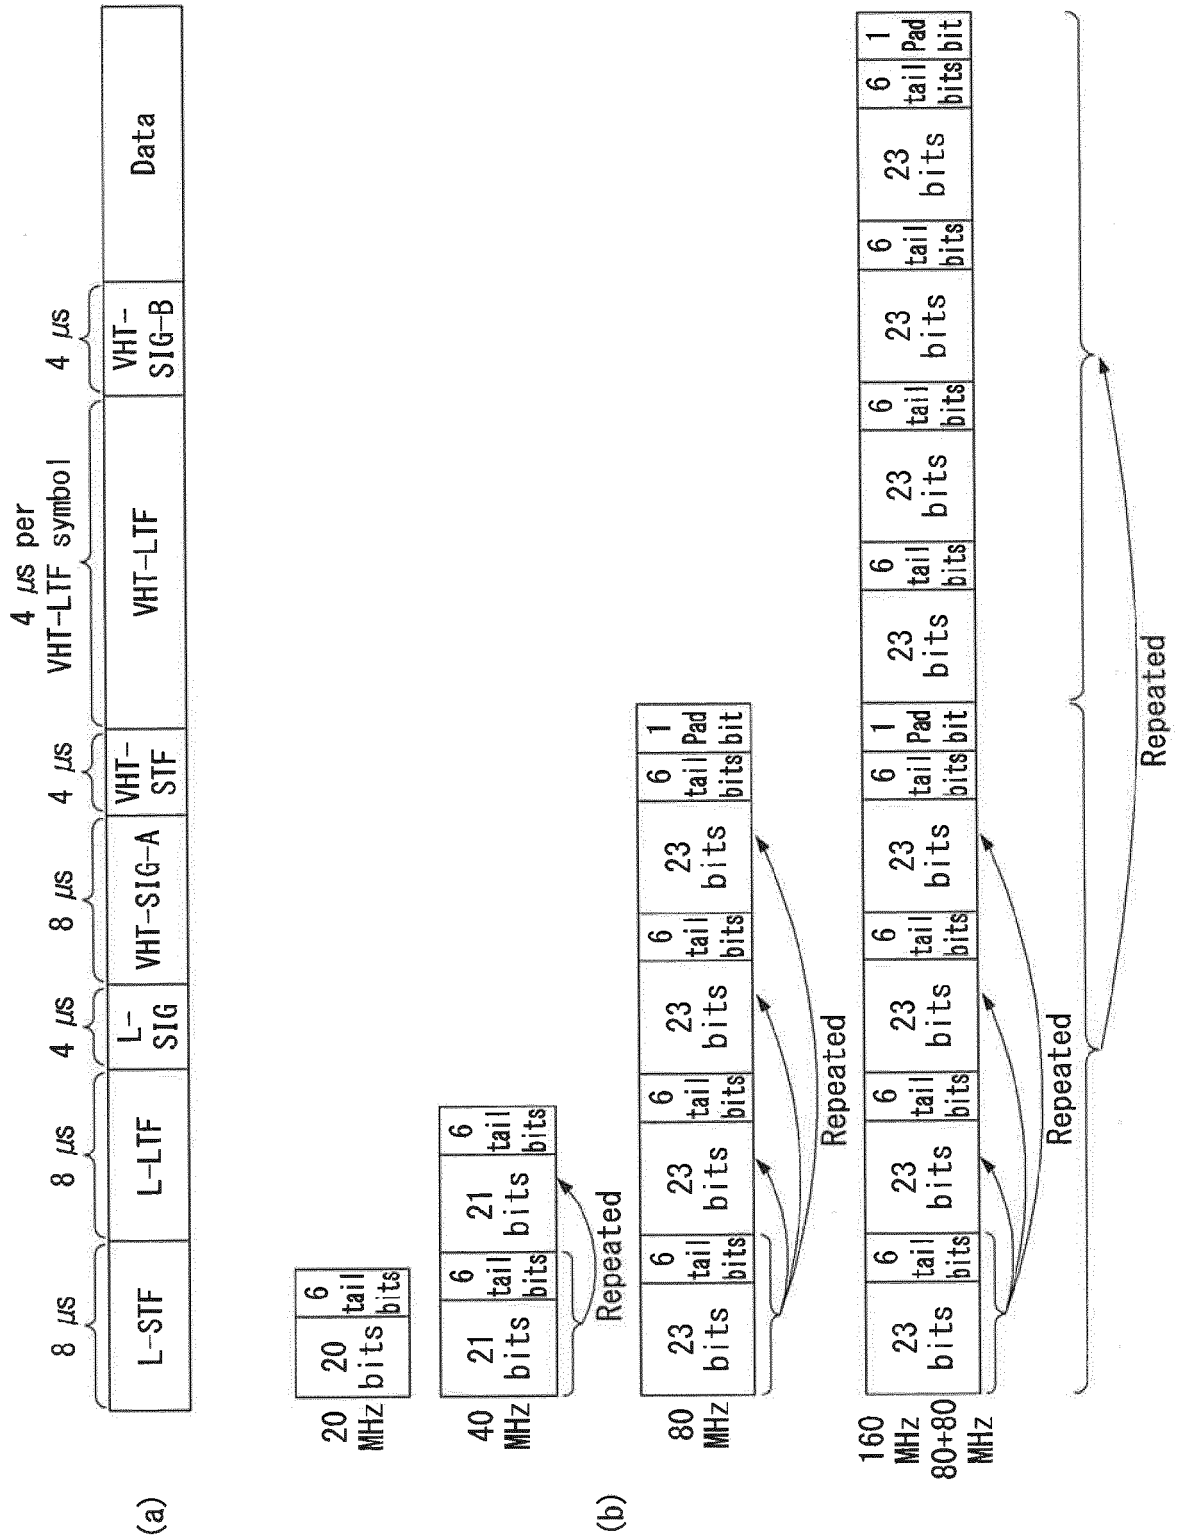 (a)
8 μs
8 μs
4 μs
8 μs
4 μs
4 μs per
VHT-LTF symbol
4 μs
L-STF
L-LTF
L-
SIG
VHT-SIG-A
VHT-
STF
VHT-LTF
VHT-
SIG-B
Data
(b)
20
MHz
20
bits
6
tail
bits
40
MHz
21
bits
6
tail
bits
21
bits
6
tail
bits
Repeated
80
MHz
23
bits
6
tail
bits
23
bits
6
tail
bits
23
bits
6
tail
bits
23
bits
6
tail
bits
1
Pad
bit
Repeated
160
MHz
80+80
MHz
23
bits
6
tail
bits
23
bits
6
tail
bits
23
bits
6
tail
bits
23
bits
6
tail
bits
1
Pad
bit
23
bits
6
tail
bits
23
bits
6
tail
bits
23
bits
6
tail
bits
23
bits
6
tail
bits
1
Pad
bit
Repeated
Repeated